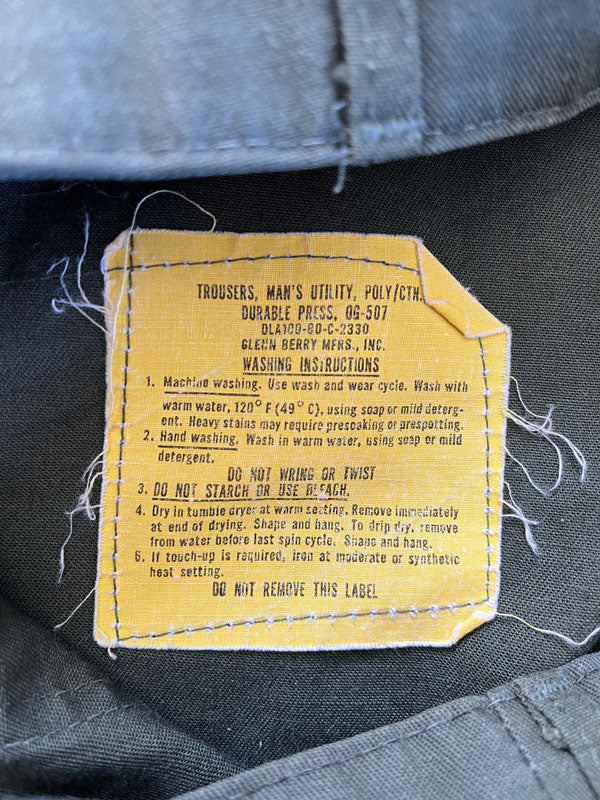 TROUSERS, MAN'S UTILITY, POLY/CTN.
DURABLE PRESS, OG-507
DLA100-80-C-2330
GLENN BERRY MFRS., INC.
WASHING INSTRUCTIONS
1. Machine washing. Use wash and wear cycle. Wash with
warm water, 120° F (49° C), using soap or mild deterg-
ent. Heavy stains may require presoaking or prespotting.
2. Hand washing. Wash in warm water, using soap or mild
detergent.
DO NOT WRING OR TWIST
3. DO NOT STARCH OR USE BLEACH.
4. Dry in tumble dryer at warm setting. Remove immediately
at end of drying. Shape and hang. To drip dry, remove
from water before last spin cycle. Shape and hang.
5. If touch-up is required, iron at moderate or synthetic
heat setting.
DO NOT REMOVE THIS LABEL